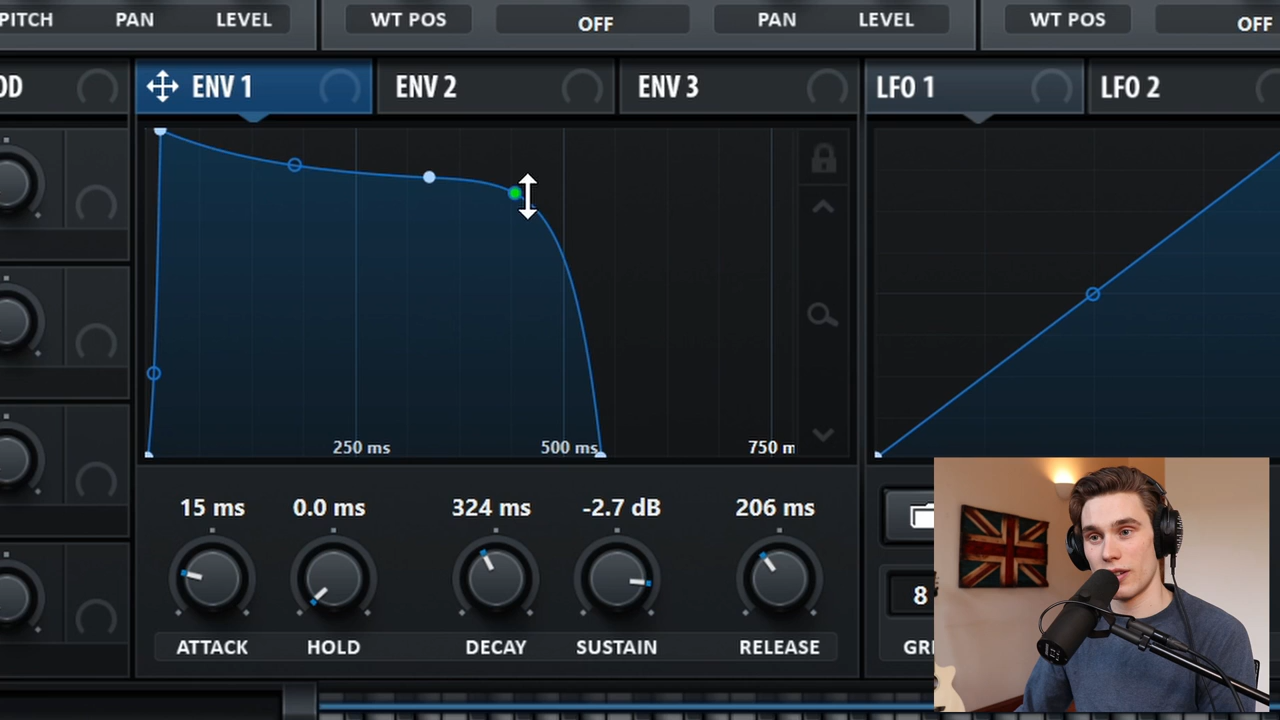 PITCH PAN LEVEL WT POS OFF PAN LEVEL WT POS OFF
ENV 1 ENV 2 ENV 3 LFO 1 LFO 2
250 ms 500 ms 750 m
15 ms 0.0 ms 324 ms -2.7 dB 206 ms
8
ATTACK HOLD DECAY SUSTAIN RELEASE